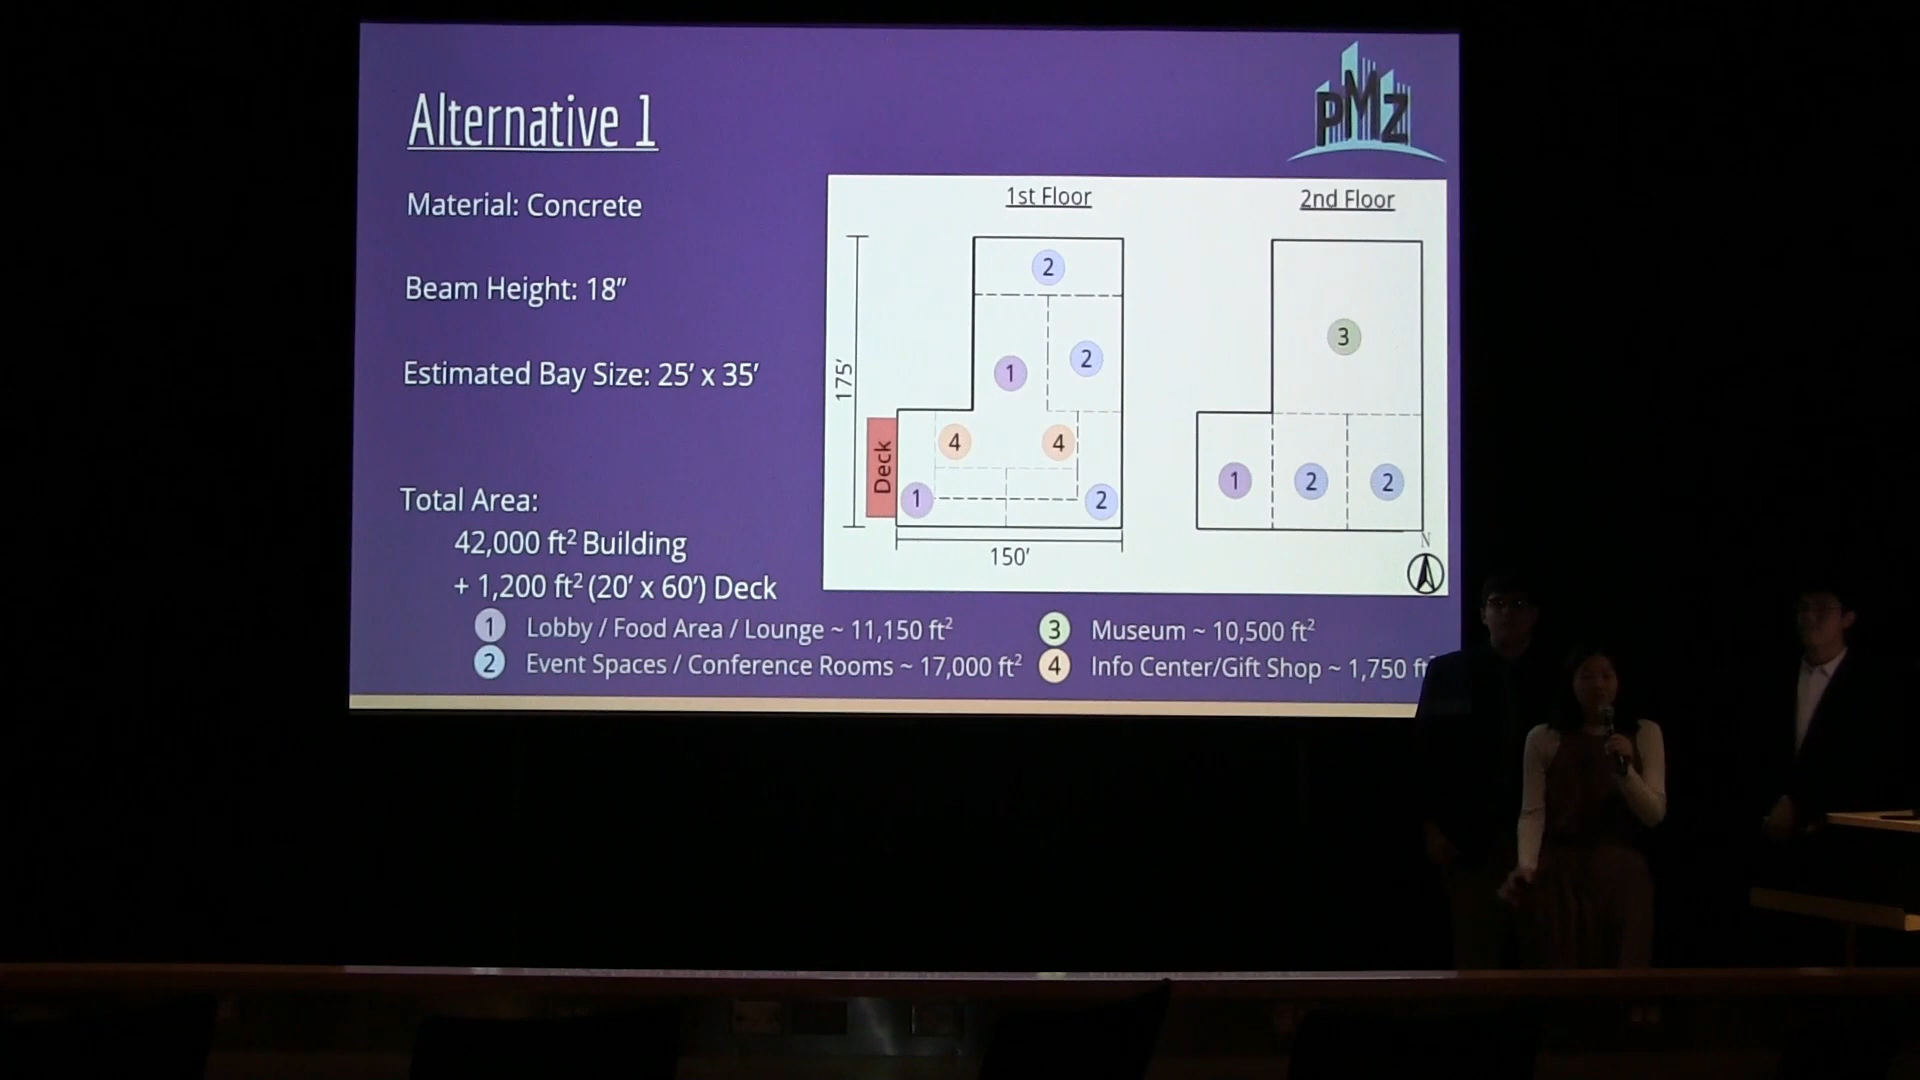 Alternative 1
PMZ
Material: Concrete
Beam Height: 18”
Estimated Bay Size: 25’ x 35’
Total Area:
42,000 ft² Building
+ 1,200 ft² (20’ x 60’) Deck
1st Floor
2nd Floor
175’
2
1
2
4
4
Deck
1
2
150’
3
1
2
2
N
1 Lobby / Food Area / Lounge ~ 11,150 ft²
3 Museum ~ 10,500 ft²
2 Event Spaces / Conference Rooms ~ 17,000 ft²
4 Info Center/Gift Shop ~ 1,750 ft²